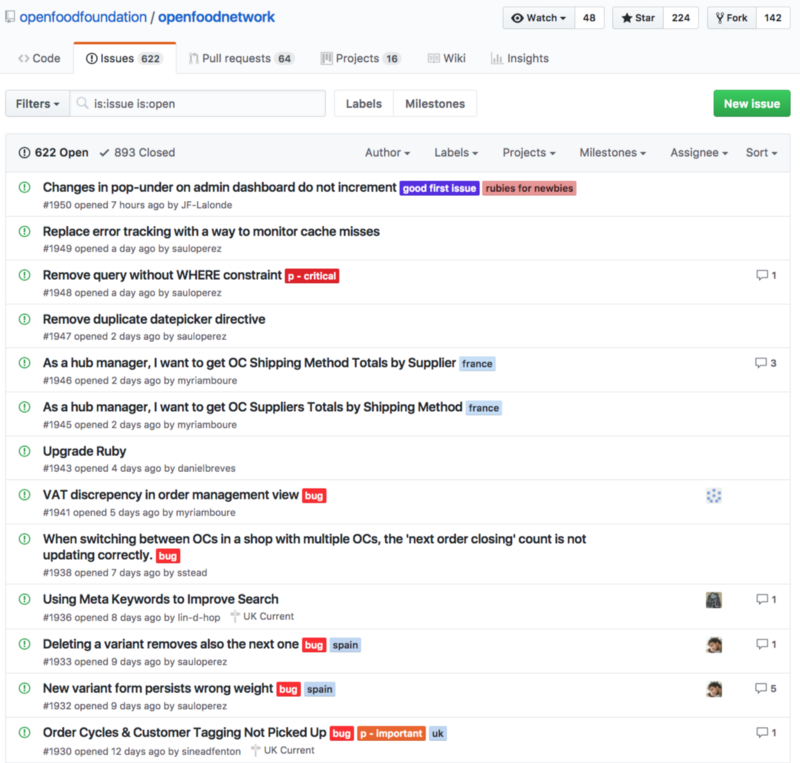 openfoodfoundation / openfoodnetwork
Watch 48 Star 224 Fork 142
Code Issues 622 Pull requests 64 Projects 16 Wiki Insights
Filters is:issue is:open Labels Milestones New issue
622 Open 893 Closed Author Labels Projects Milestones Assignee Sort
Changes in pop-under on admin dashboard do not increment good first issue rubies for newbies
#1950 opened 7 hours ago by JF-Lalonde
Replace error tracking with a way to monitor cache misses
#1949 opened a day ago by sauloperez
Remove query without WHERE constraint p - critical 1
#1948 opened a day ago by sauloperez
Remove duplicate datepicker directive
#1947 opened 2 days ago by sauloperez
As a hub manager, I want to get OC Shipping Method Totals by Supplier france 3
#1946 opened 2 days ago by myriamboure
As a hub manager, I want to get OC Suppliers Totals by Shipping Method france
#1945 opened 2 days ago by myriamboure
Upgrade Ruby
#1943 opened 4 days ago by danielbreves
VAT discrepency in order management view bug
#1941 opened 5 days ago by myriamboure
When switching between OCs in a shop with multiple OCs, the 'next order closing' count is not
updating correctly. bug
#1938 opened 7 days ago by sstead
Using Meta Keywords to Improve Search 1
#1936 opened 8 days ago by lin-d-hop UK Current
Deleting a variant removes also the next one bug spain 1
#1933 opened 9 days ago by sauloperez
New variant form persists wrong weight bug spain 5
#1932 opened 9 days ago by sauloperez
Order Cycles & Customer Tagging Not Picked Up bug p - important uk 1
#1930 opened 12 days ago by sineadfenton UK Current